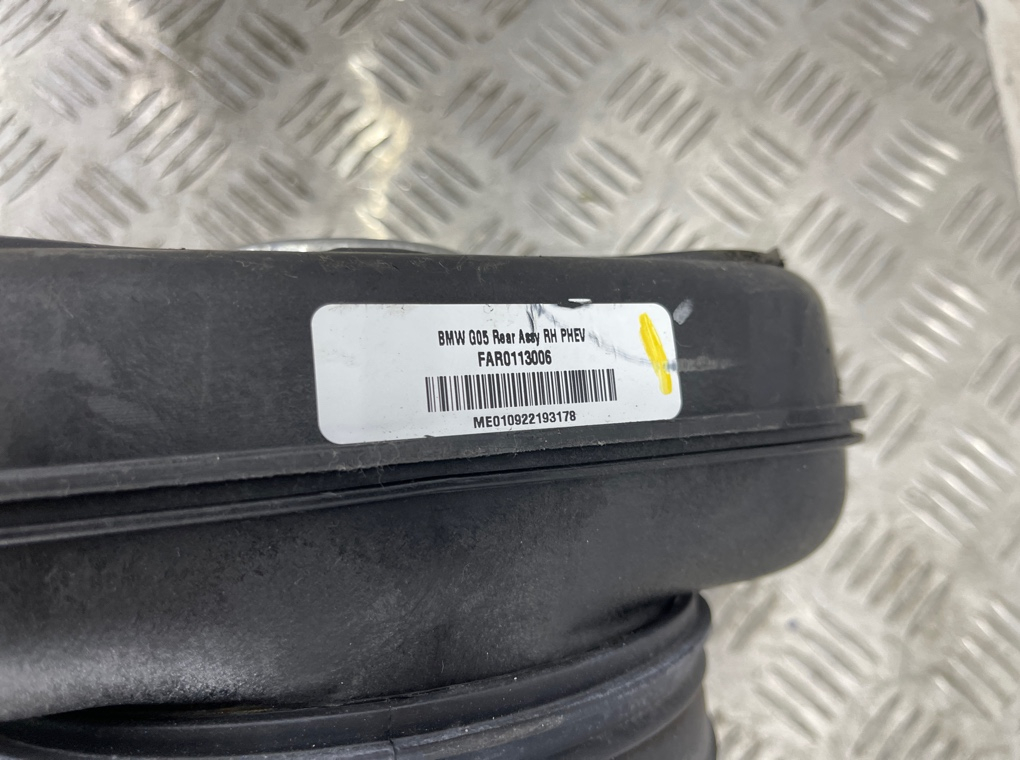 BMW G05 Rear Assy RH PHEV
FAR0113006
ME010922193178